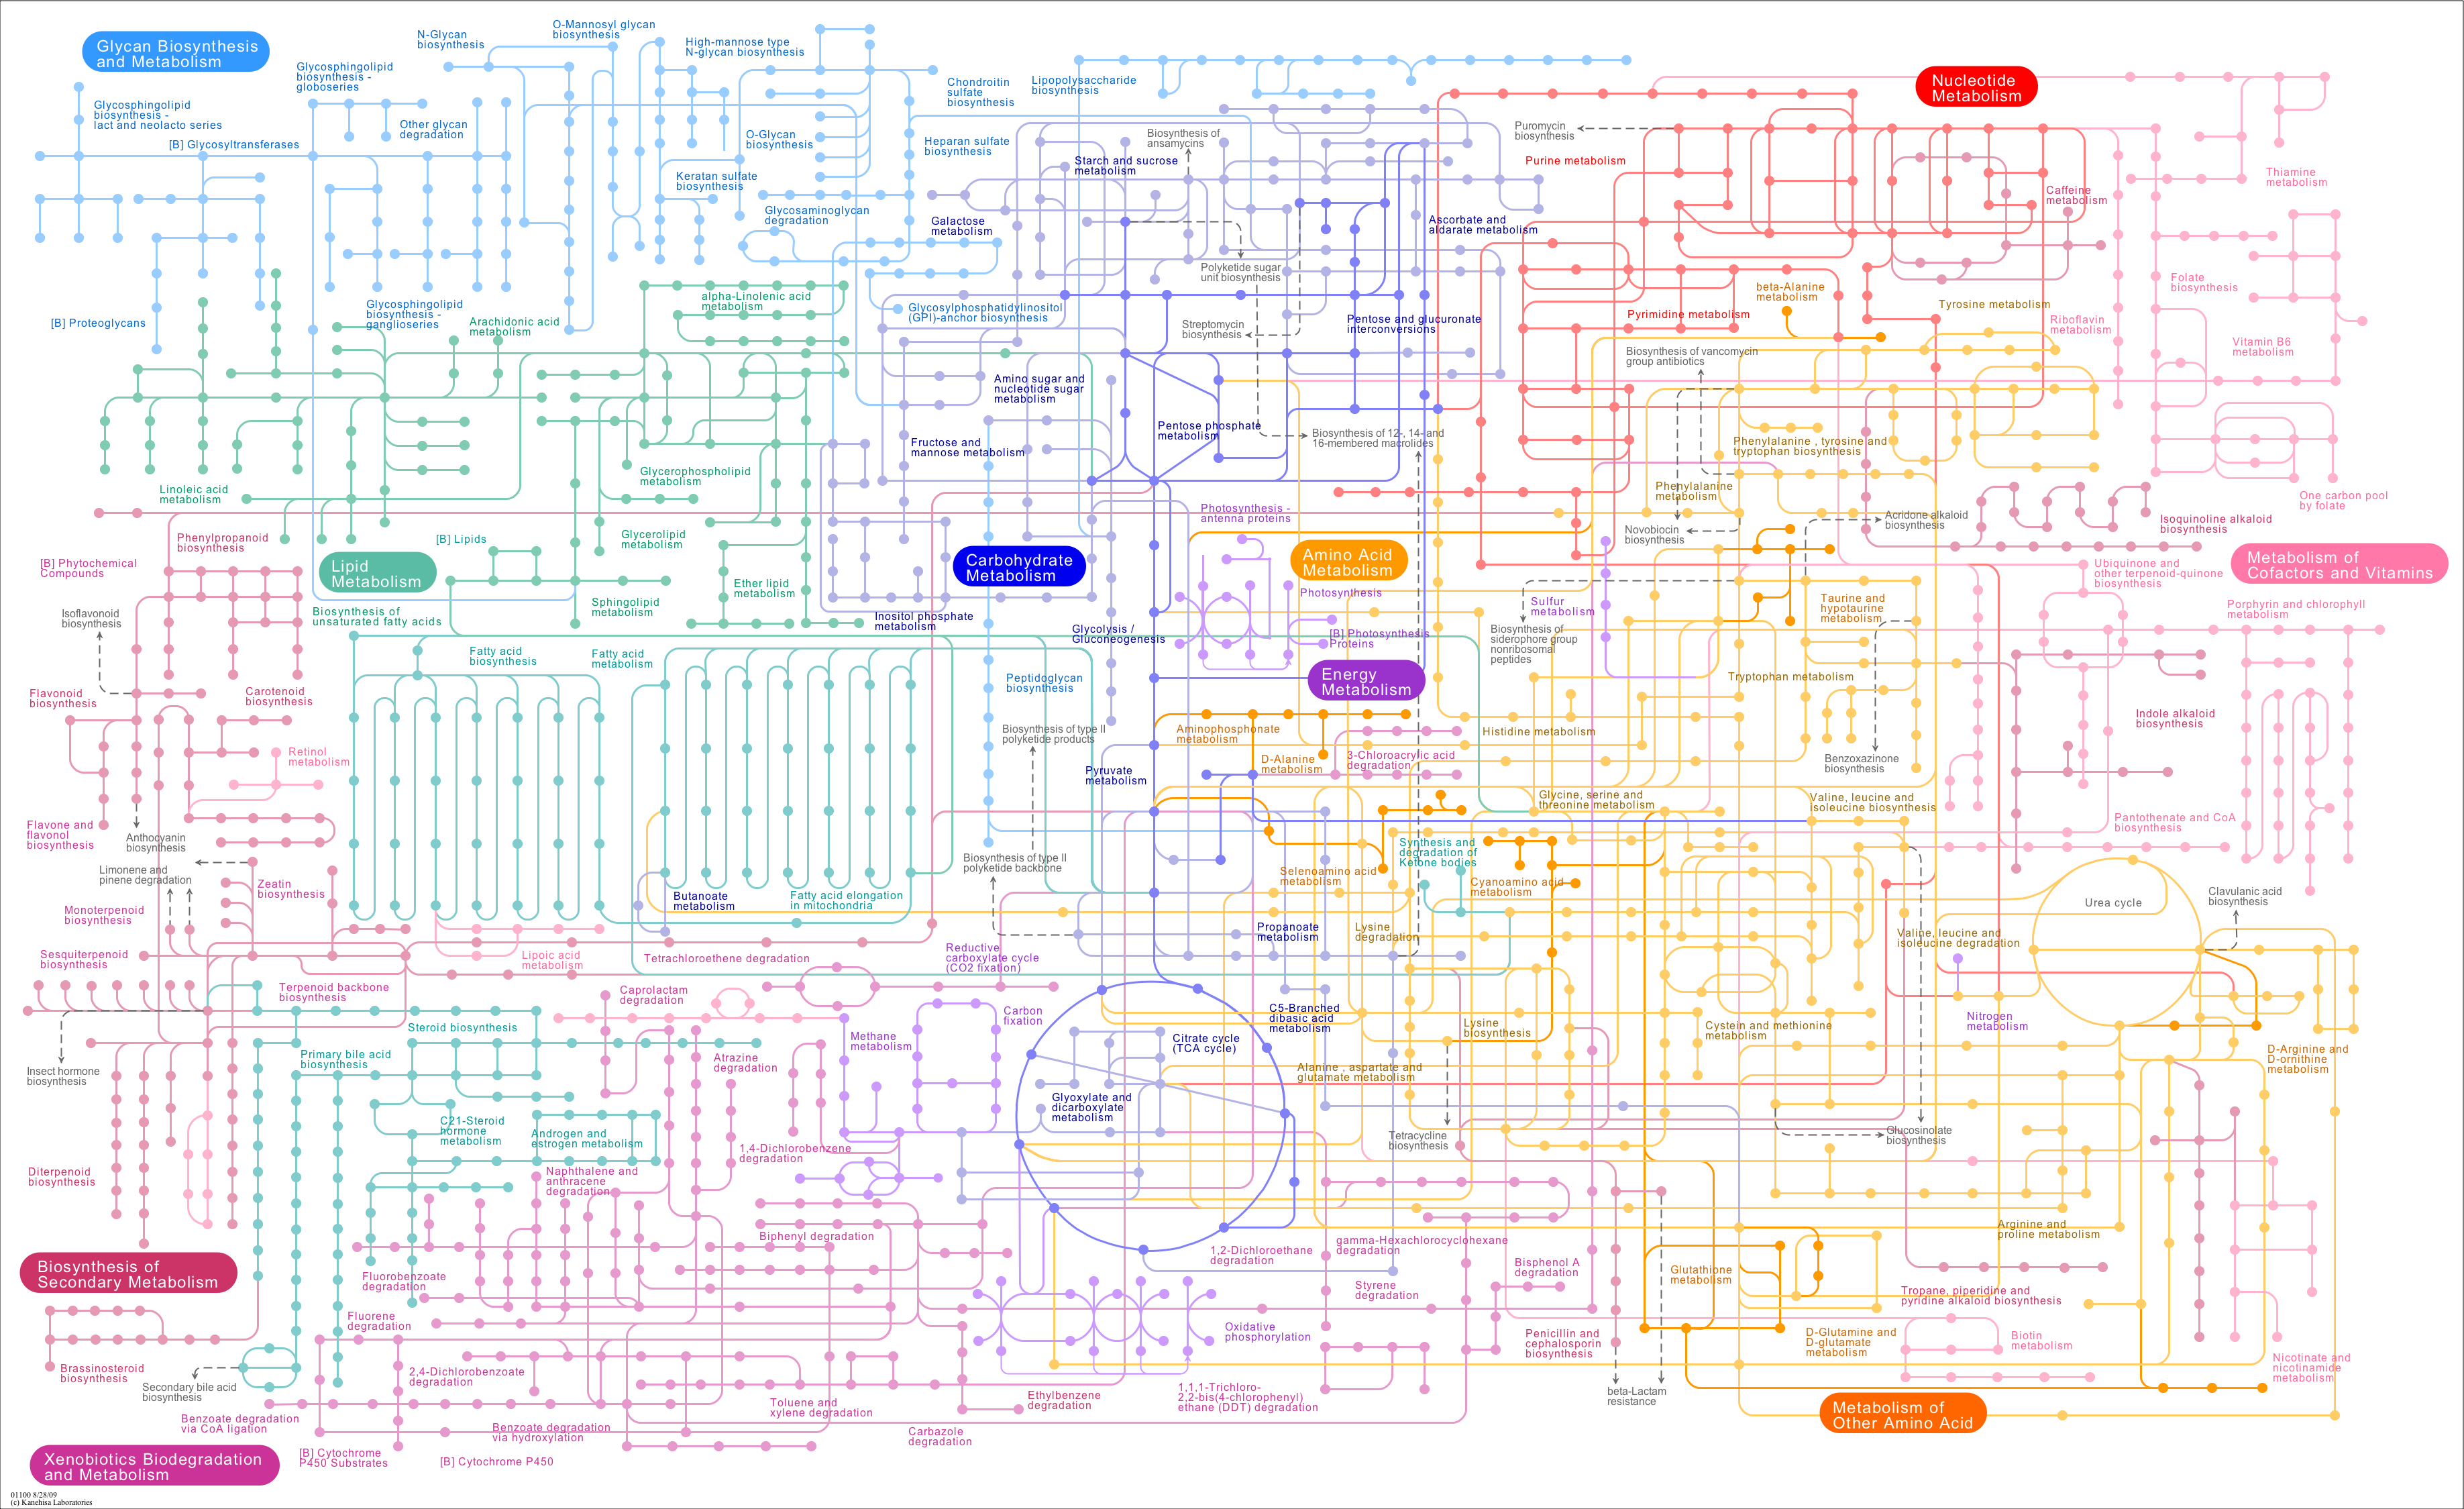 Glycan Biosynthesis
and Metabolism
N-Glycan
biosynthesis
O-Mannosyl glycan
biosynthesis
High-mannose type
N-glycan biosynthesis
Glycosphingolipid
biosynthesis -
globoseries
Glycosphingolipid
biosynthesis -
lact and neolacto series
Other glycan
degradation
[B] Glycosyltransferases
O-Glycan
biosynthesis
Keratan sulfate
biosynthesis
Glycosaminoglycan
degradation
Chondroitin
sulfate
biosynthesis
Heparan sulfate
biosynthesis
Lipopolysaccharide
biosynthesis
Glycosphingolipid
biosynthesis -
ganglioseries
[B] Proteoglycans
Glycosylphosphatidylinositol
(GPI)-anchor biosynthesis
Biosynthesis of
ansamycins
Starch and sucrose
metabolism
Galactose
metabolism
Ascorbate and
aldarate metabolism
Polyketide sugar
unit biosynthesis
Streptomycin
biosynthesis
Pentose and glucuronate
interconversions
Amino sugar and
nucleotide sugar
metabolism
Pentose phosphate
metabolism
Biosynthesis of 12-, 14- and
16-membered macrolides
Fructose and
mannose metabolism
Nucleotide
Metabolism
Puromycin
biosynthesis
Purine metabolism
Caffeine
metabolism
Thiamine
metabolism
Folate
biosynthesis
beta-Alanine
metabolism
Tyrosine metabolism
Pyrimidine metabolism
Riboflavin
metabolism
Vitamin B6
metabolism
Biosynthesis of vancomycin
group antibiotics
Phenylalanine , tyrosine and
tryptophan biosynthesis
Phenylalanine
metabolism
Novobiocin
biosynthesis
Acridone alkaloid
biosynthesis
Isoquinoline alkaloid
biosynthesis
One carbon pool
by folate
Metabolism of
Cofactors and Vitamins
Ubiquinone and
other terpenoid-quinone
biosynthesis
Porphyrin and chlorophyll
metabolism
alpha-Linolenic acid
metabolism
Arachidonic acid
metabolism
Linoleic acid
metabolism
Glycerophospholipid
metabolism
Glycerolipid
metabolism
[B] Lipids
Lipid
Metabolism
Ether lipid
metabolism
Sphingolipid
metabolism
Inositol phosphate
metabolism
Phenylpropanoid
biosynthesis
[B] Phytochemical
Compounds
Isoflavonoid
biosynthesis
Biosynthesis of
unsaturated fatty acids
Fatty acid
biosynthesis
Fatty acid
metabolism
Flavonoid
biosynthesis
Carotenoid
biosynthesis
Retinol
metabolism
Flavone and
flavonol
biosynthesis
Anthocyanin
biosynthesis
Limonene and
pinene degradation
Zeatin
biosynthesis
Monoterpenoid
biosynthesis
Sesquiterpenoid
biosynthesis
Carbohydrate
Metabolism
Photosynthesis -
antenna proteins
Amino Acid
Metabolism
Photosynthesis
[B] Photosynthesis
Proteins
Energy
Metabolism
Glycolysis /
Gluconeogenesis
Peptidoglycan
biosynthesis
Biosynthesis of type II
polyketide products
Biosynthesis of type II
polyketide backbone
Pyruvate
metabolism
Aminophosphonate
metabolism
D-Alanine
metabolism
3-Chloroacrylic acid
degradation
Sulfur
metabolism
Biosynthesis of
siderophore group
nonribosomal
peptides
Taurine and
hypotaurine
metabolism
Tryptophan metabolism
Histidine metabolism
Benzoxazinone
biosynthesis
Indole alkaloid
biosynthesis
Glycine, serine and
threonine metabolism
Valine, leucine and
isoleucine biosynthesis
Pantothenate and CoA
biosynthesis
Synthesis and
degradation of
Ketone bodies
Selenoamino acid
metabolism
Cyanoamino acid
metabolism
Urea cycle
Clavulanic acid
biosynthesis
Butanoate
metabolism
Fatty acid elongation
in mitochondria
Propanoate
metabolism
Lysine
degradation
Valine, leucine and
isoleucine degradation
Lipoic acid
metabolism
Tetrachloroethene degradation
Reductive
carboxylate cycle
(CO2 fixation)
Terpenoid backbone
biosynthesis
Caprolactam
degradation
Carbon
fixation
C5-Branched
dibasic acid
metabolism
Steroid biosynthesis
Methane
metabolism
Citrate cycle
(TCA cycle)
Lysine
biosynthesis
Cystein and methionine
metabolism
Nitrogen
metabolism
D-Arginine and
D-ornithine
metabolism
Insect hormone
biosynthesis
Primary bile acid
biosynthesis
Atrazine
degradation
Alanine , aspartate and
glutamate metabolism
Glyoxylate and
dicarboxylate
metabolism
C21-Steroid
hormone
metabolism
Androgen and
estrogen metabolism
1,4-Dichlorobenzene
degradation
Tetracycline
biosynthesis
Glucosinolate
biosynthesis
Diterpenoid
biosynthesis
Naphthalene and
anthracene
degradation
Biphenyl degradation
1,2-Dichloroethane
degradation
gamma-Hexachlorocyclohexane
degradation
Arginine and
proline metabolism
Biosynthesis of
Secondary Metabolism
Fluorobenzoate
degradation
Styrene
degradation
Bisphenol A
degradation
Glutathione
metabolism
Tropane, piperidine and
pyridine alkaloid biosynthesis
Fluorene
degradation
Oxidative
phosphorylation
Penicillin and
cephalosporin
biosynthesis
D-Glutamine and
D-glutamate
metabolism
Biotin
metabolism
Nicotinate and
nicotinamide
metabolism
Brassinosteroid
biosynthesis
Secondary bile acid
biosynthesis
2,4-Dichlorobenzoate
degradation
Toluene and
xylene degradation
Ethylbenzene
degradation
1,1,1-Trichloro-
2,2-bis(4-chlorophenyl)
ethane (DDT) degradation
beta-Lactam
resistance
Metabolism of
Other Amino Acid
Benzoate degradation
via CoA ligation
Benzoate degradation
via hydroxylation
Carbazole
degradation
[B] Cytochrome
P450 Substrates
[B] Cytochrome P450
Xenobiotics Biodegradation
and Metabolism
01100 8/28/09
(c) Kanehisa Laboratories